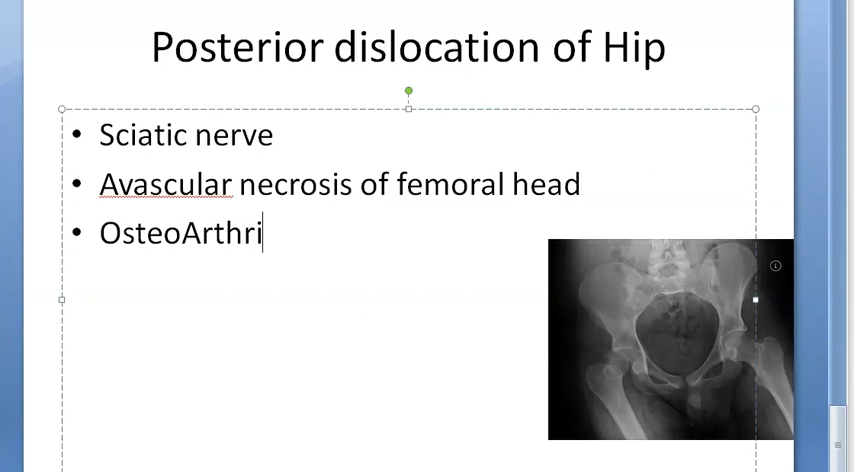 Posterior dislocation of Hip
• Sciatic nerve
• Avascular necrosis of femoral head
• OsteoArthri
L